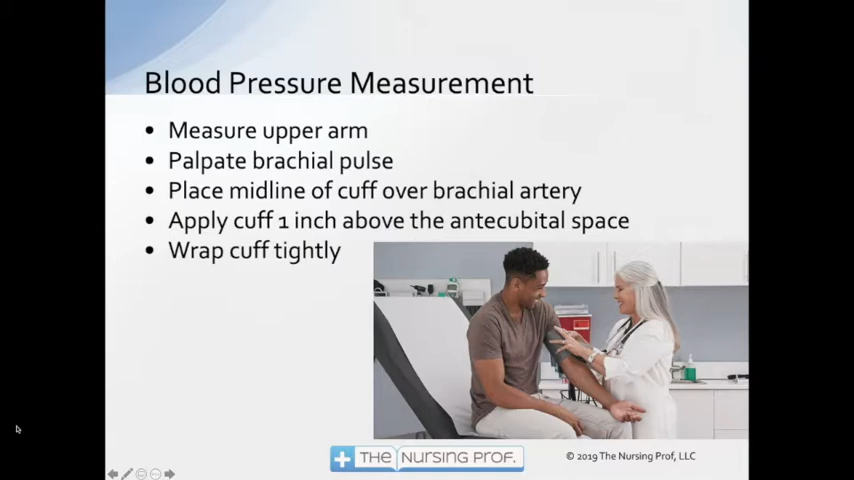 Blood Pressure Measurement
• Measure upper arm
• Palpate brachial pulse
• Place midline of cuff over brachial artery
• Apply cuff 1 inch above the antecubital space
• Wrap cuff tightly
THE NURSING PROF.
© 2019 The Nursing Prof, LLC